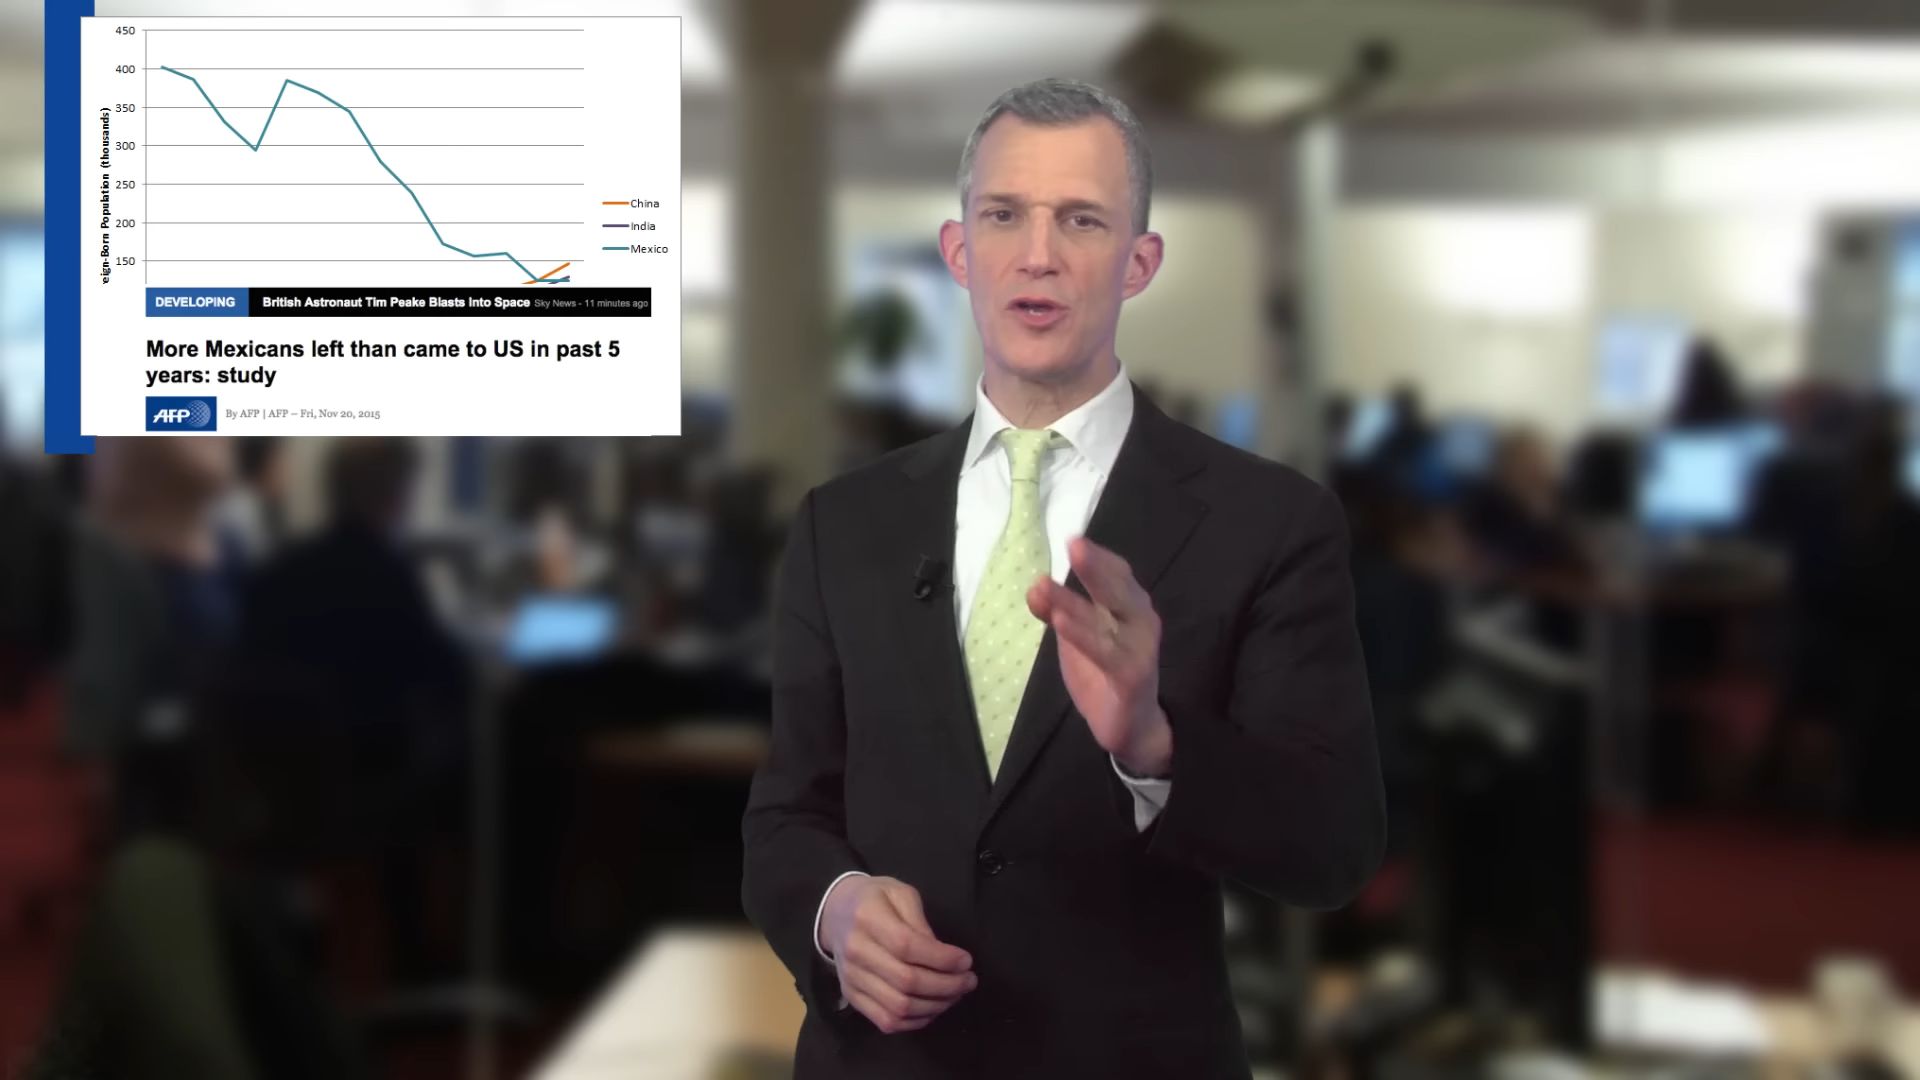 450
400
350
300
250
200
150
eign-Born Population (thousands)
China
India
Mexico
DEVELOPING British Astronaut Tim Peake Blasts Into Space Sky News - 11 minutes ago
More Mexicans left than came to US in past 5
years: study
AFP By AFP | AFP – Fri, Nov 20, 2015